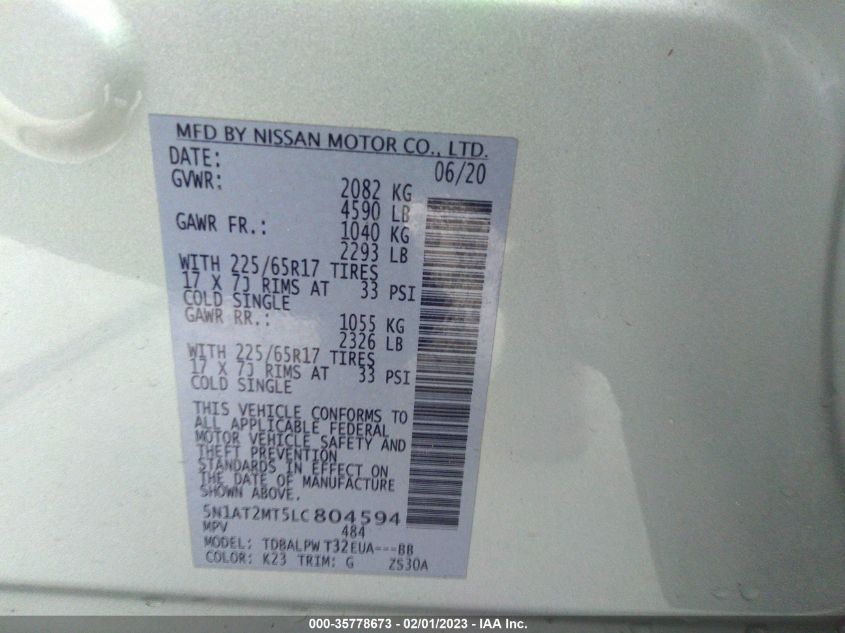 MFD BY NISSAN MOTOR CO., LTD.
DATE: 06/20
GVWR: 2082 KG
4590 LB
GAWR FR.: 1040 KG
2293 LB
WITH 225/65R17 TIRES
17 X 7J RIMS AT 33 PSI
COLD SINGLE
GAWR RR.: 1055 KG
2326 LB
WITH 225/65R17 TIRES
17 X 7J RIMS AT 33 PSI
COLD SINGLE
THIS VEHICLE CONFORMS TO
ALL APPLICABLE FEDERAL
MOTOR VEHICLE SAFETY AND
THEFT PREVENTION
STANDARDS IN EFFECT ON
THE DATE OF MANUFACTURE
SHOWN ABOVE.
5N1AT2MT5LC804594
MPV 484
MODEL: TDBALPW T32EUA---BB
COLOR: K23 TRIM: G ZS30A
000-35778673 - 02/01/2023 - IAA Inc.